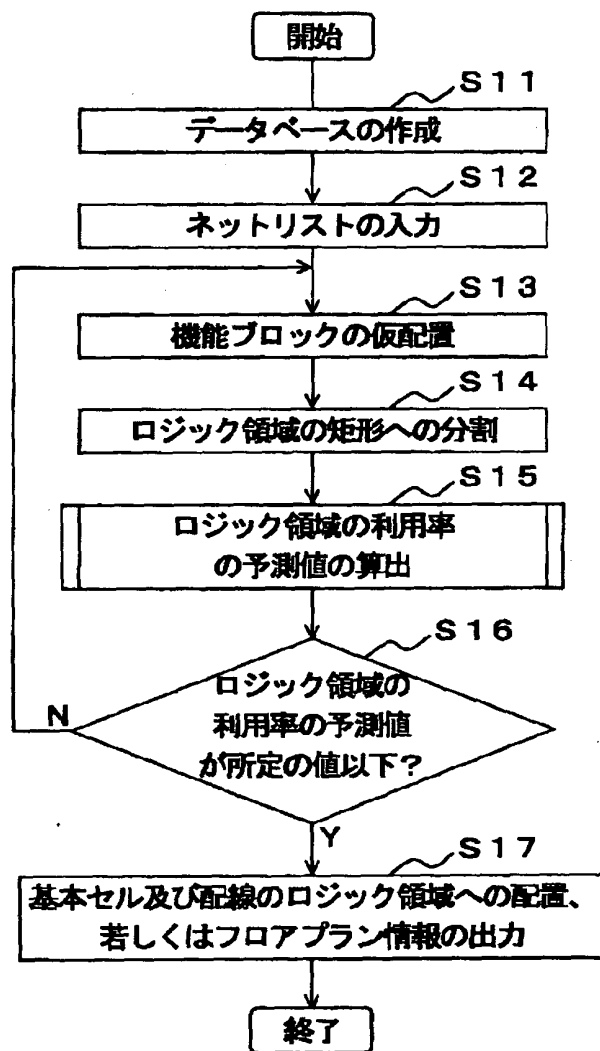 開始
S11
データベースの作成
S12
ネットリストの入力
S13
機能ブロックの仮配置
S14
ロジック領域の矩形への分割
S15
ロジック領域の利用率
の予測値の算出
S16
ロジック領域の
利用率の予測値
が所定の値以下？
N
Y
S17
基本セル及び配線のロジック領域への配置、
若しくはフロアプラン情報の出力
終了